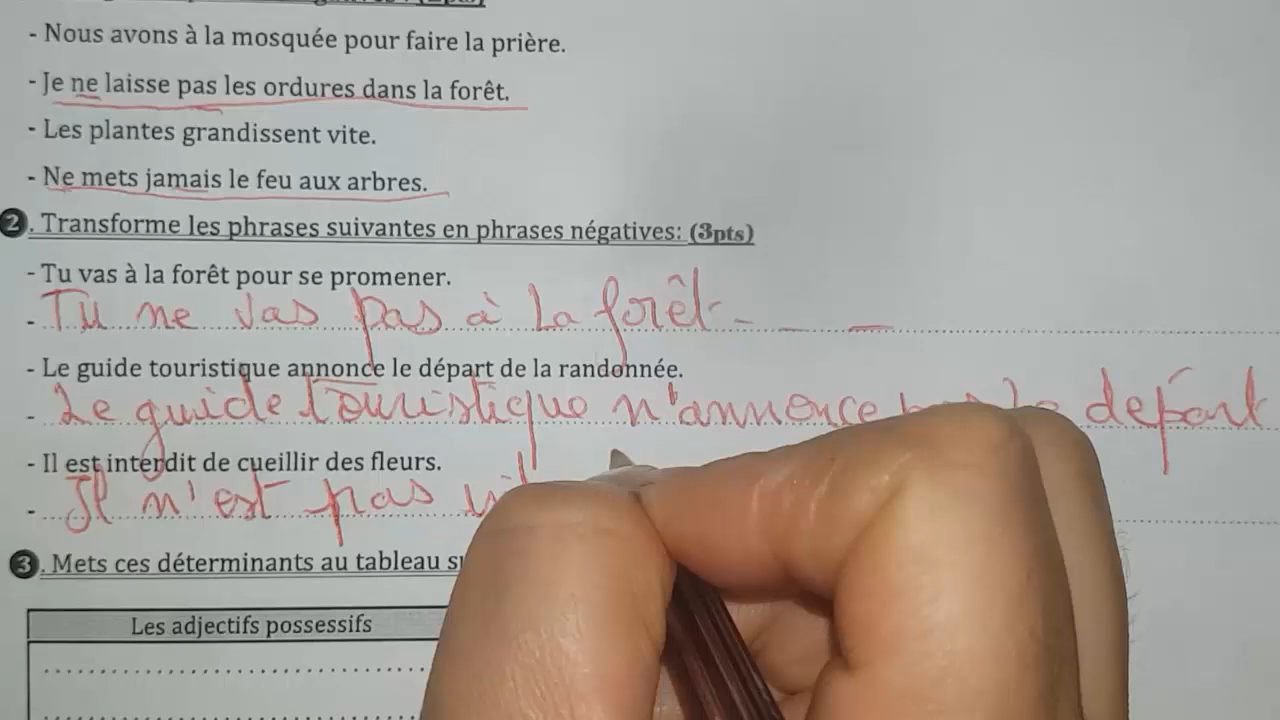 - Nous avons à la mosquée pour faire la prière.
- Je ne laisse pas les ordures dans la forêt.
- Les plantes grandissent vite.
- Ne mets jamais le feu aux arbres.
2. Transforme les phrases suivantes en phrases négatives: (3pts)
- Tu vas à la forêt pour se promener.
- Tu ne vas pas à la forêt - _ _
- Le guide touristique annonce le départ de la randonnée.
- Le guide touristique n'annonce depárt
- Il est interdit de cueillir des fleurs.
- Il n'est pas
3. Mets ces déterminants au tableau
Les adjectifs possessifs